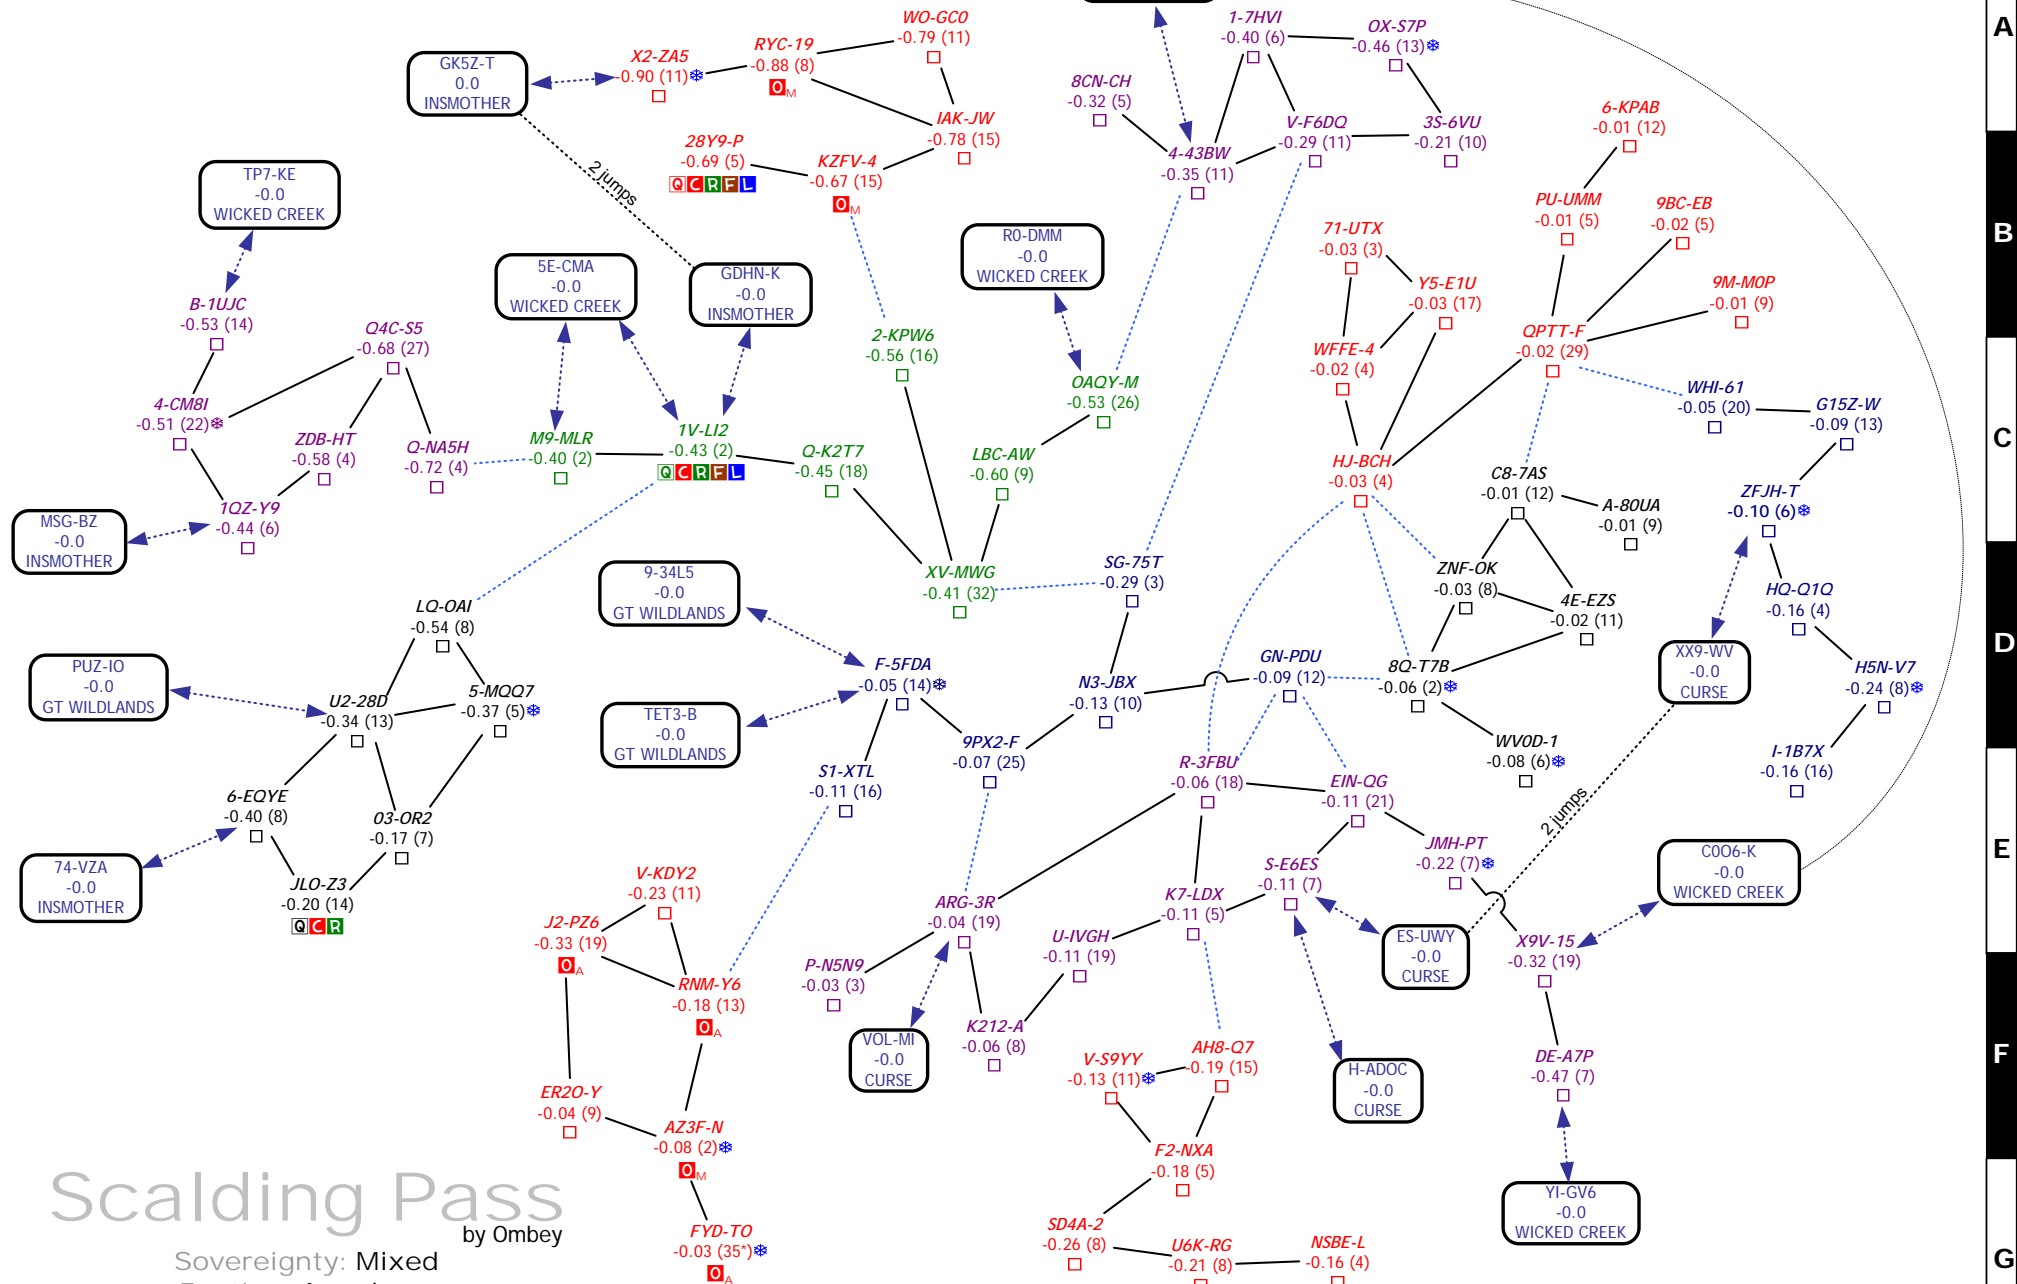 WO-GC0
-0.79 (11)
RYC-19
-0.88 (8)
O M
X2-ZA5
-0.90 (11)
GK5Z-T
0.0
INSMOTHER
IAK-JW
-0.78 (15)
28Y9-P
-0.69 (5)
Q C R F L
KZFV-4
-0.67 (15)
O M
2 jumps
1-7HVI
-0.40 (6)
OX-S7P
-0.46 (13)
8CN-CH
-0.32 (5)
V-F6DQ
-0.29 (11)
3S-6VU
-0.21 (10)
4-43BW
-0.35 (11)
6-KPAB
-0.01 (12)
A
TP7-KE
-0.0
WICKED CREEK
5E-CMA
-0.0
WICKED CREEK
GDHN-K
-0.0
INSMOTHER
R0-DMM
-0.0
WICKED CREEK
71-UTX
-0.03 (3)
Y5-E1U
-0.03 (17)
PU-UMM
-0.01 (5)
9BC-EB
-0.02 (5)
9M-M0P
-0.01 (9)
B
B-1UJC
-0.53 (14)
Q4C-S5
-0.68 (27)
2-KPW6
-0.56 (16)
WFFE-4
-0.02 (4)
QPTT-F
-0.02 (29)
4-CM8I
-0.51 (22)
ZDB-HT
-0.58 (4)
Q-NA5H
-0.72 (4)
M9-MLR
-0.40 (2)
1V-LI2
-0.43 (2)
Q C R F L
Q-K2T7
-0.45 (18)
OAQY-M
-0.53 (26)
LBC-AW
-0.60 (9)
HJ-BCH
-0.03 (4)
C8-7AS
-0.01 (12)
A-80UA
-0.01 (9)
WHI-61
-0.05 (20)
G15Z-W
-0.09 (13)
ZFJH-T
-0.10 (6)
C
MSG-BZ
-0.0
INSMOTHER
1QZ-Y9
-0.44 (6)
LQ-OAI
-0.54 (8)
9-34L5
-0.0
GT WILDLANDS
XV-MWG
-0.41 (32)
SG-75T
-0.29 (3)
ZNF-OK
-0.03 (8)
4E-EZS
-0.02 (11)
HQ-Q1Q
-0.16 (4)
PUZ-IO
-0.0
GT WILDLANDS
U2-28D
-0.34 (13)
5-MQQ7
-0.37 (5)
TET3-B
-0.0
GT WILDLANDS
F-5FDA
-0.05 (14)
N3-JBX
-0.13 (10)
GN-PDU
-0.09 (12)
8Q-T7B
-0.06 (2)
XX9-WV
-0.0
CURSE
H5N-V7
-0.24 (8)
D
9PX2-F
-0.07 (25)
S1-XTL
-0.11 (16)
R-3FBU
-0.06 (18)
EIN-QG
-0.11 (21)
WV0D-1
-0.08 (6)
I-1B7X
-0.16 (16)
2 jumps
6-EQYE
-0.40 (8)
03-OR2
-0.17 (7)
74-VZA
-0.0
INSMOTHER
JLO-Z3
-0.20 (14)
Q C R
V-KDY2
-0.23 (11)
J2-PZ6
-0.33 (19)
O A
ARG-3R
-0.04 (19)
K7-LDX
-0.11 (5)
S-E6ES
-0.11 (7)
JMH-PT
-0.22 (7)
C0O6-K
-0.0
WICKED CREEK
E
P-N5N9
-0.03 (3)
U-IVGH
-0.11 (19)
ES-UWY
-0.0
CURSE
X9V-15
-0.32 (19)
RNM-Y6
-0.18 (13)
O A
VOL-MI
-0.0
CURSE
K212-A
-0.06 (8)
V-S9YY
-0.13 (11)
AH8-Q7
-0.19 (15)
H-ADOC
-0.0
CURSE
DE-A7P
-0.47 (7)
F
ER2O-Y
-0.04 (9)
AZ3F-N
-0.08 (2)
O M
F2-NXA
-0.18 (5)
YI-GV6
-0.0
WICKED CREEK
Scalding Pass
by Ombey
Sovereignty: Mixed
FYD-TO
-0.03 (35*)
O A
SD4A-2
-0.26 (8)
U6K-RG
-0.21 (8)
NSBE-L
-0.16 (4)
G